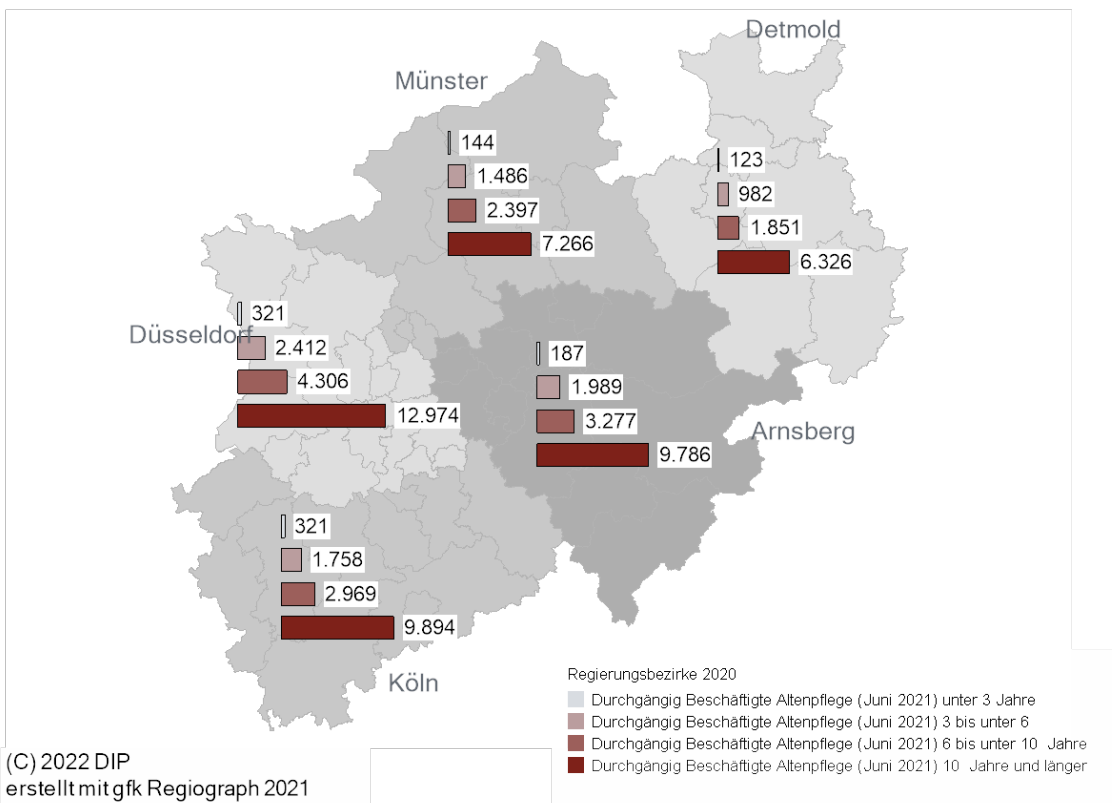 Detmold
Münster
144
1.486
2.397
7.266
123
982
1.851
6.326
Düsseldorf
321
2.412
4.306
12.974
187
1.989
3.277
9.786
Arnsberg
321
1.758
2.969
9.894
Köln
Regierungsbezirke 2020
Durchgängig Beschäftigte Altenpflege (Juni 2021) unter 3 Jahre
Durchgängig Beschäftigte Altenpflege (Juni 2021) 3 bis unter 6
Durchgängig Beschäftigte Altenpflege (Juni 2021) 6 bis unter 10 Jahre
Durchgängig Beschäftigte Altenpflege (Juni 2021) 10 Jahre und länger
(C) 2022 DIP
erstellt mit gfk Regiograph 2021